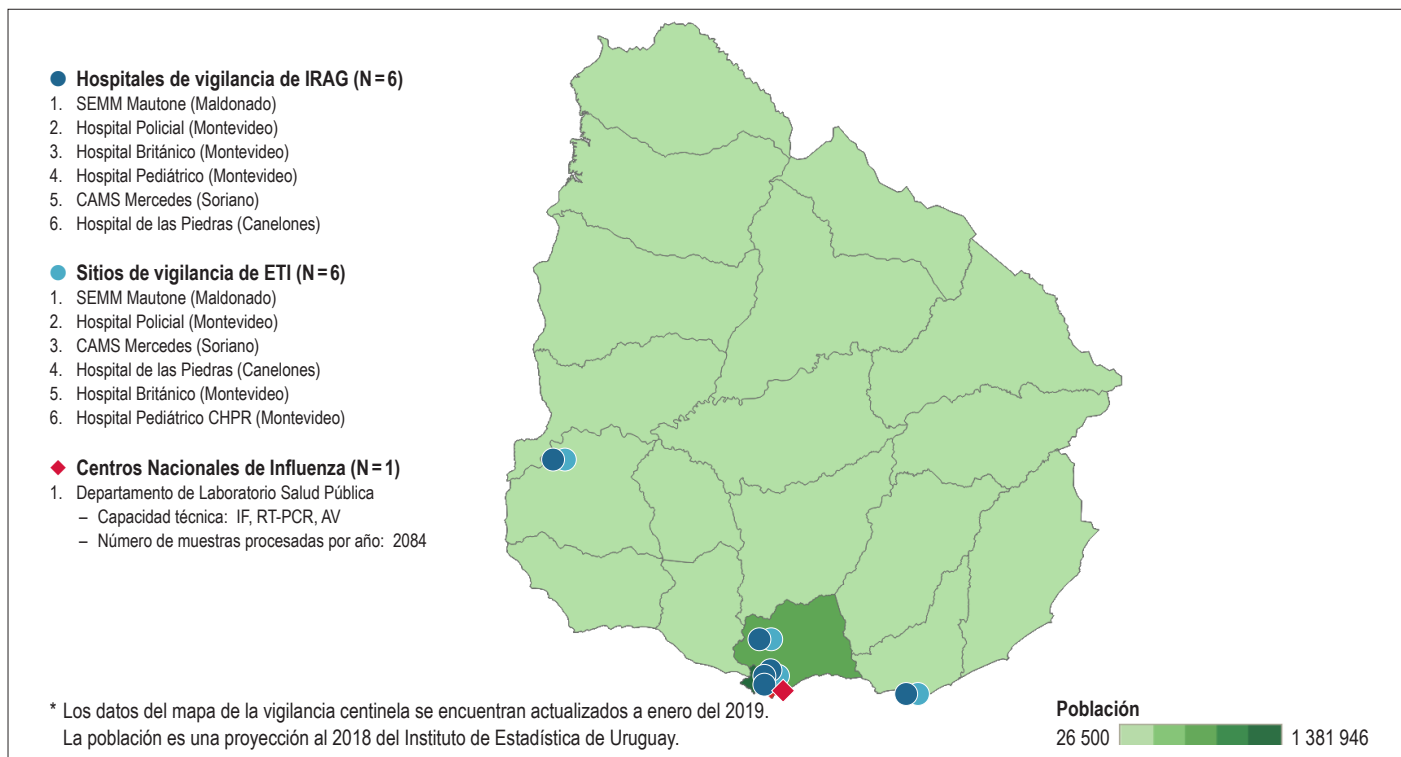 Hospitales de vigilancia de IRAG (N=6)
1. SEMM Mautone (Maldonado)
2. Hospital Policial (Montevideo)
3. Hospital Británico (Montevideo)
4. Hospital Pediátrico (Montevideo)
5. CAMS Mercedes (Soriano)
6. Hospital de las Piedras (Canelones)
Sitios de vigilancia de ETI (N=6)
1. SEMM Mautone (Maldonado)
2. Hospital Policial (Montevideo)
3. CAMS Mercedes (Soriano)
4. Hospital de las Piedras (Canelones)
5. Hospital Británico (Montevideo)
6. Hospital Pediátrico CHPR (Montevideo)
Centros Nacionales de Influenza (N=1)
1. Departamento de Laboratorio Salud Pública
– Capacidad técnica: IF, RT-PCR, AV
– Número de muestras procesadas por año: 2084
* Los datos del mapa de la vigilancia centinela se encuentran actualizados a enero del 2019.
La población es una proyección al 2018 del Instituto de Estadística de Uruguay.
Población
26 500 1 381 946